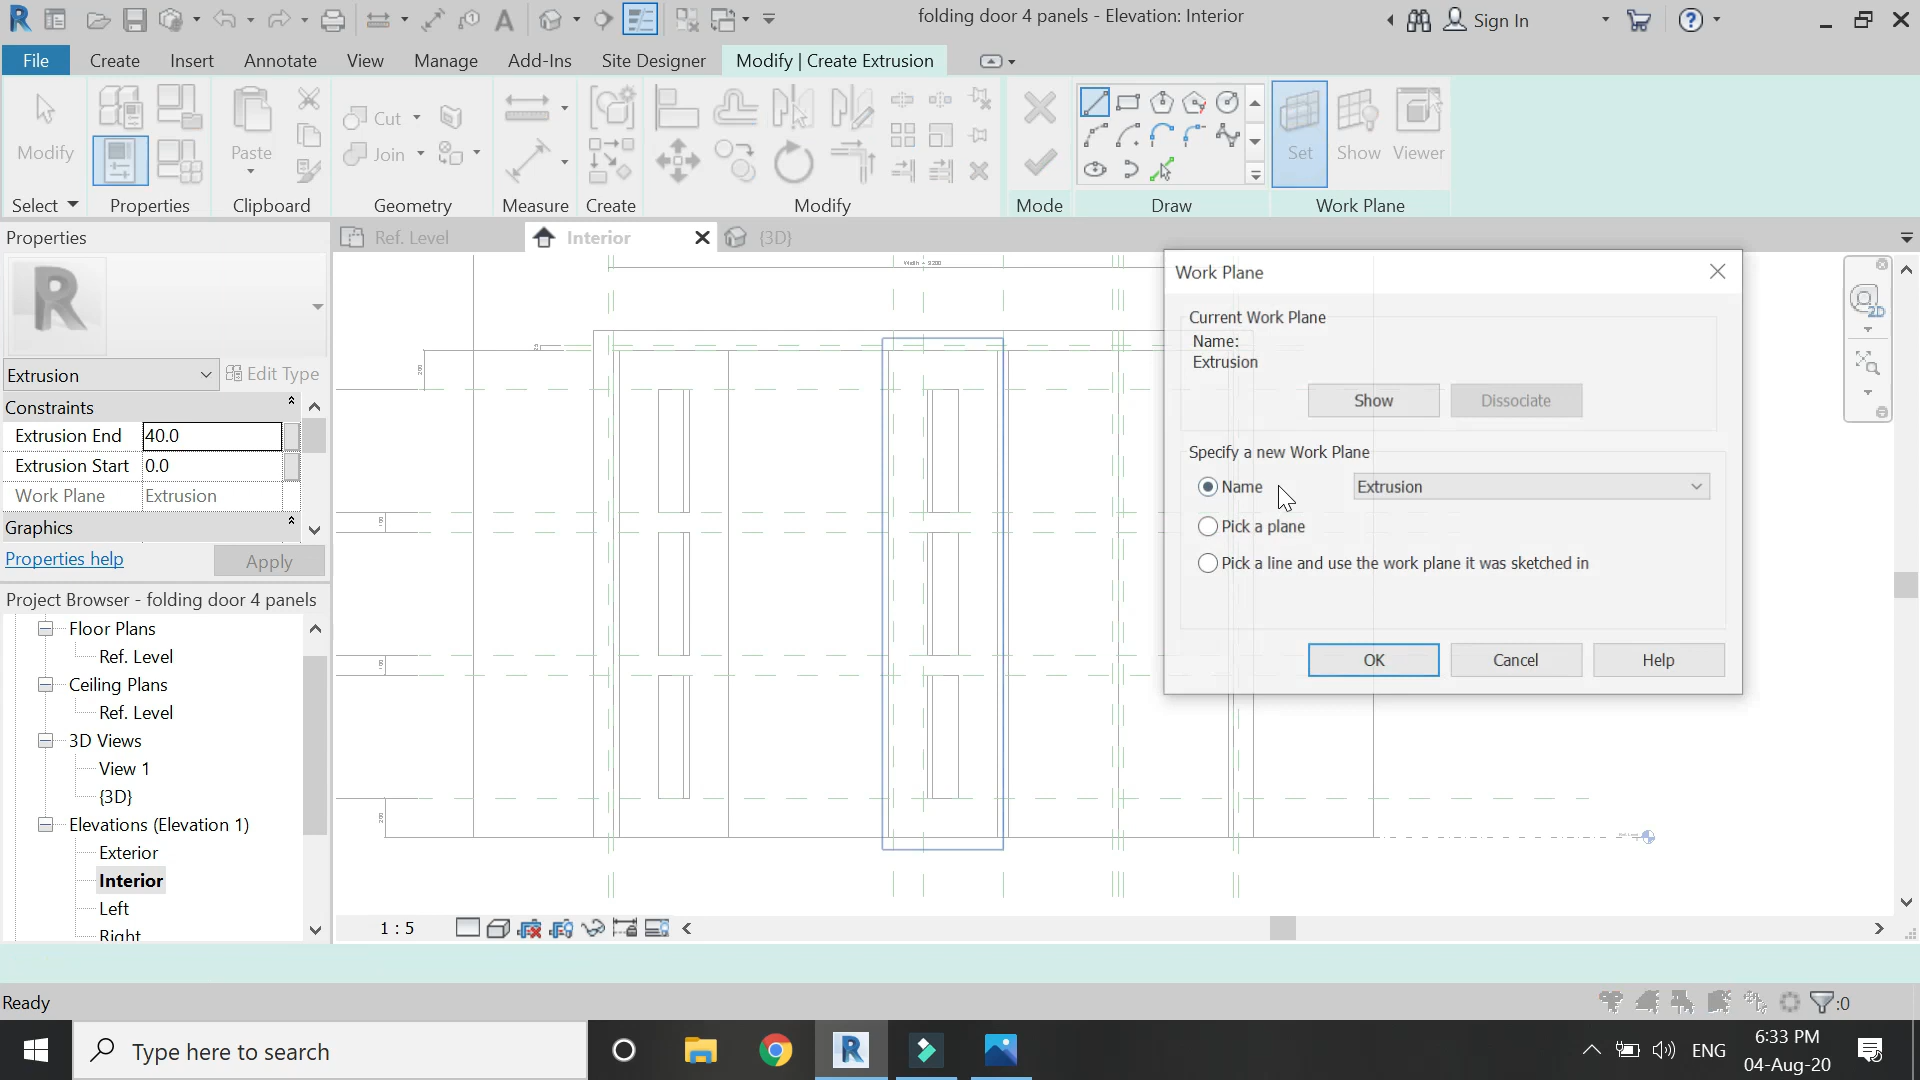 folding door 4 panels - Elevation: Interior
Sign In
File
Create
Insert
Annotate
View
Manage
Add-Ins
Site Designer
Modify | Create Extrusion
Modify
Paste
Cut
Join
Set
Show
Viewer
Select
Properties
Clipboard
Geometry
Measure
Create
Modify
Mode
Draw
Work Plane
Properties
Ref. Level
Interior
{3D}
Extrusion
Edit Type
Constraints
Extrusion End 40.0
Extrusion Start 0.0
Work Plane Extrusion
Graphics
Properties help
Apply
Project Browser - folding door 4 panels
Floor Plans
Ref. Level
Ceiling Plans
Ref. Level
3D Views
View 1
{3D}
Elevations (Elevation 1)
Exterior
Interior
Left
Right
Work Plane
Current Work Plane
Name:
Extrusion
Show
Dissociate
Specify a new Work Plane
Name
Extrusion
Pick a plane
Pick a line and use the work plane it was sketched in
OK
Cancel
Help
2D
1 : 5
Ready
:0
Type here to search
ENG
6:33 PM
04-Aug-20